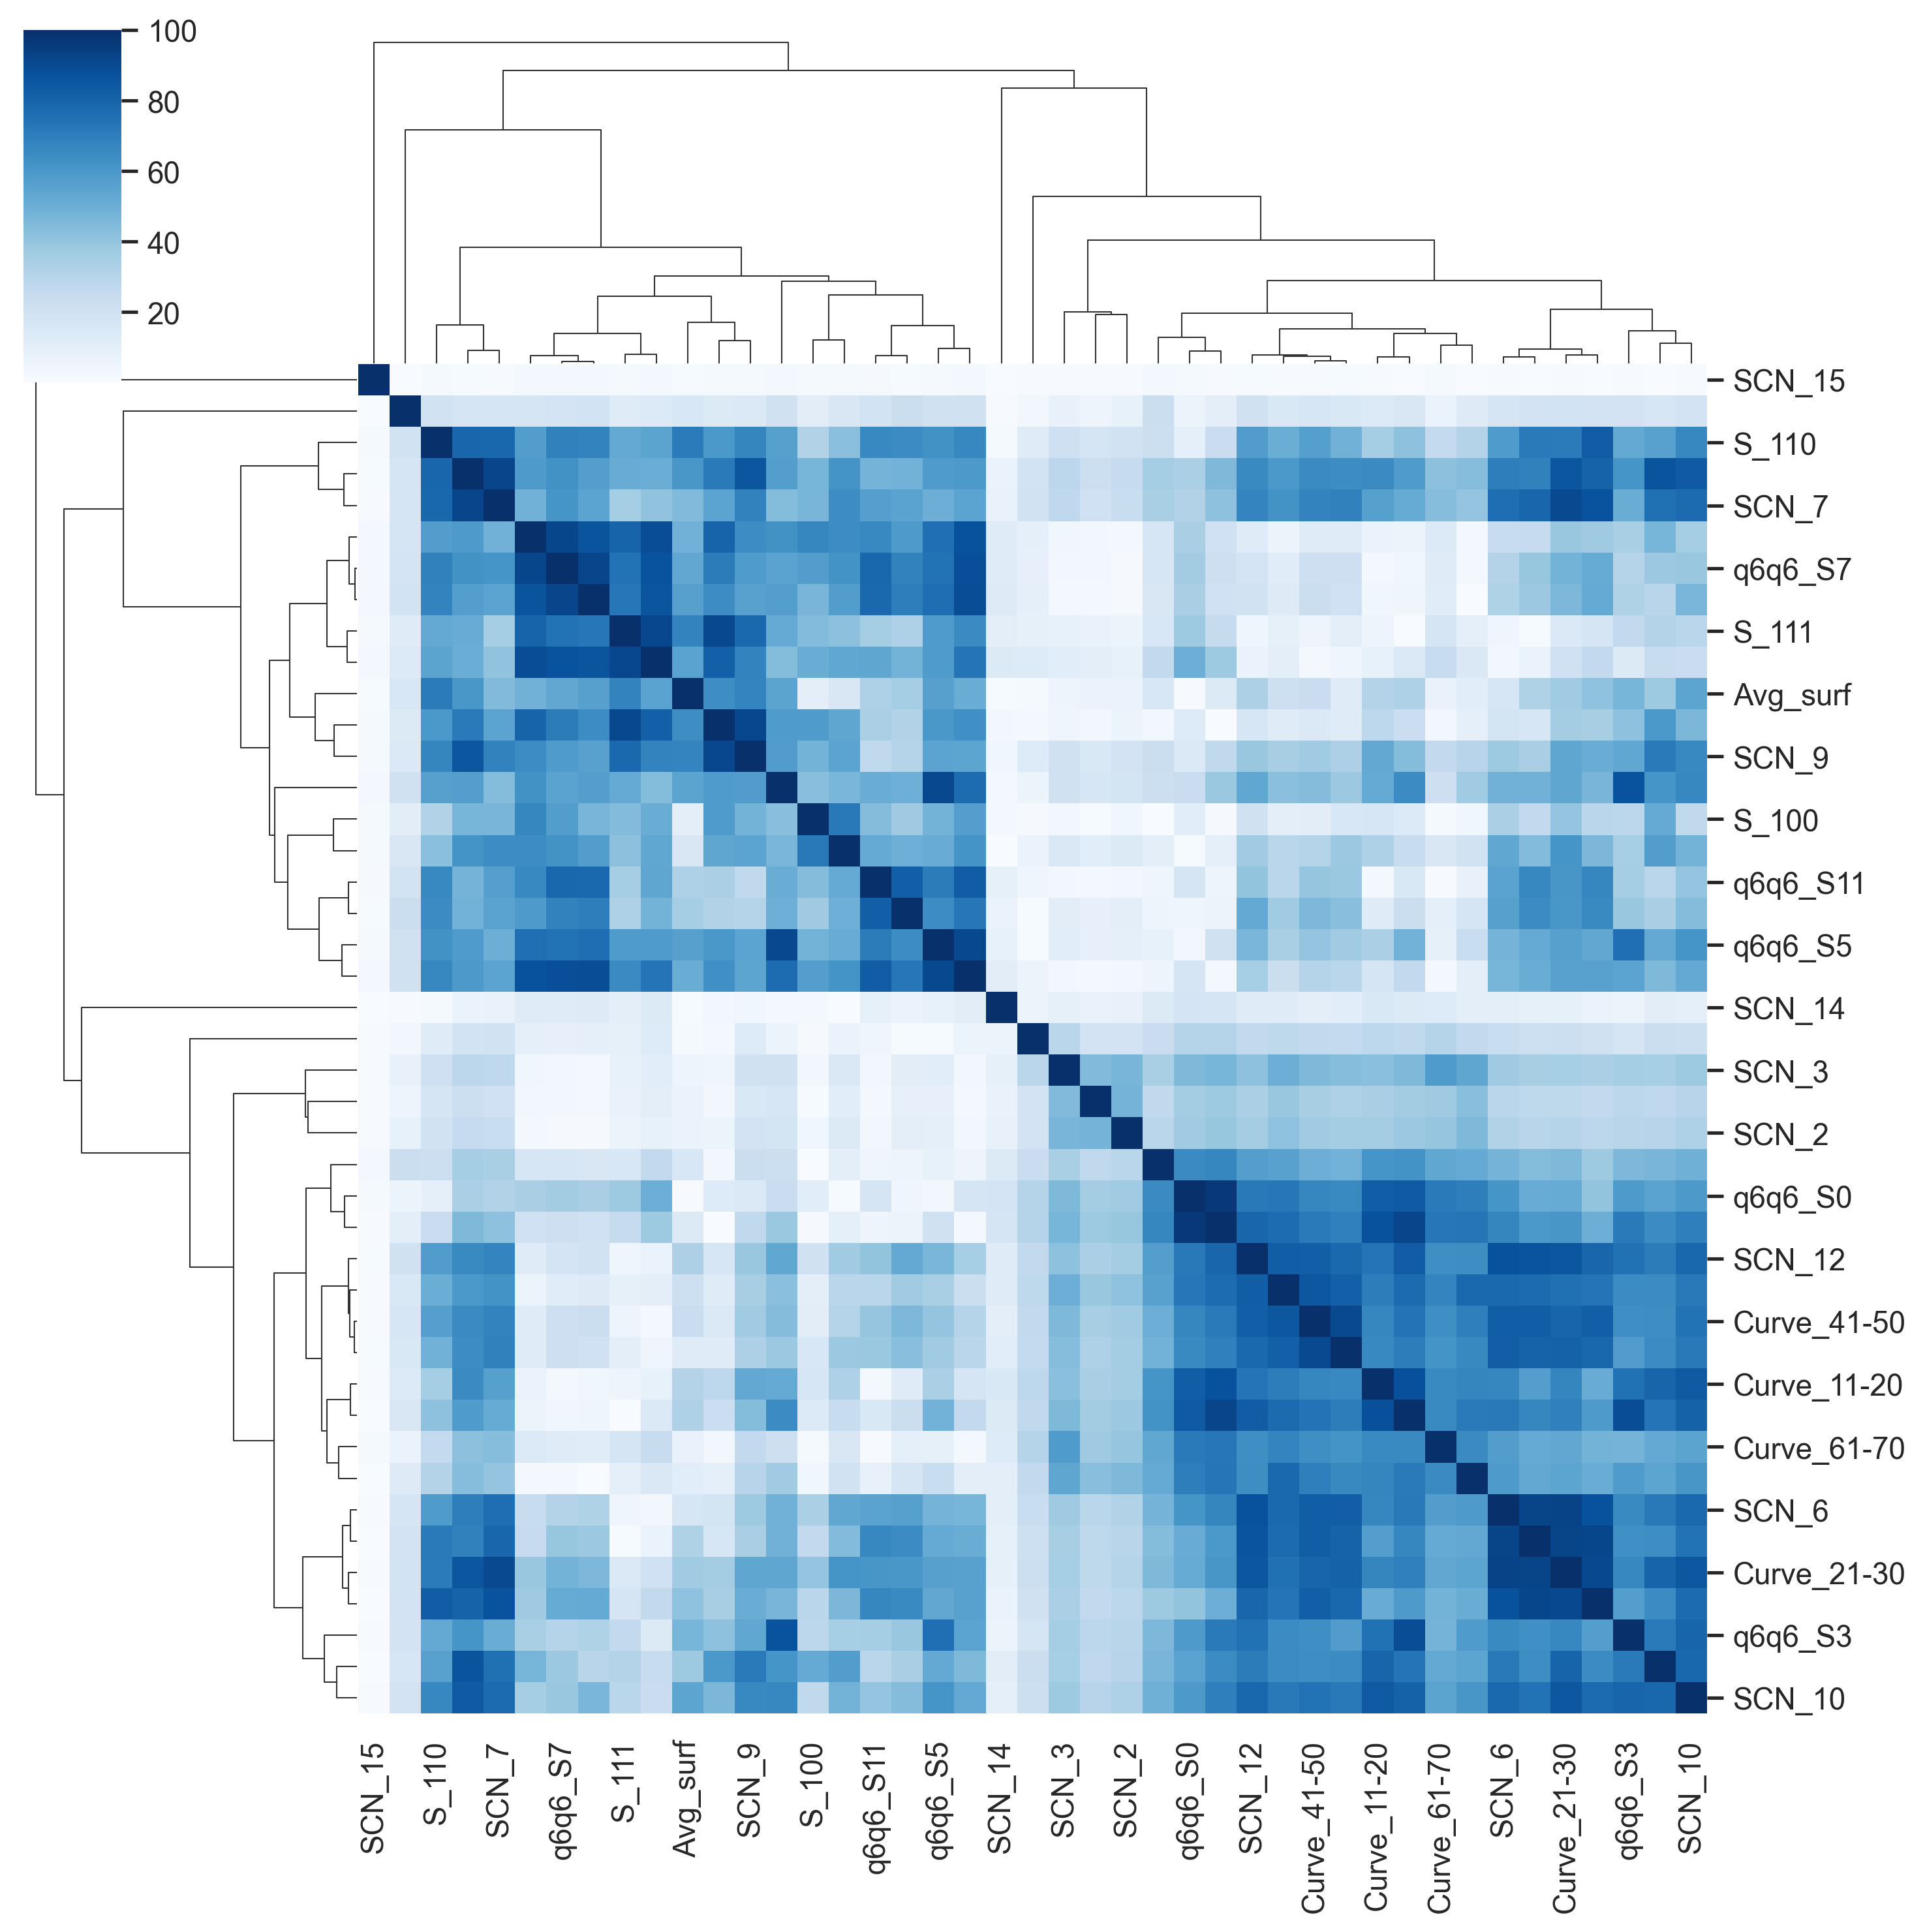 100
80
60
40
20
SCN_15
S_110
SCN_7
q6q6_S7
S_111
Avg_surf
SCN_9
S_100
q6q6_S11
q6q6_S5
SCN_14
SCN_3
SCN_2
q6q6_S0
SCN_12
Curve_41-50
Curve_11-20
Curve_61-70
SCN_6
Curve_21-30
q6q6_S3
SCN_10
SCN_15
S_110
SCN_7
q6q6_S7
S_111
Avg_surf
SCN_9
S_100
q6q6_S11
q6q6_S5
SCN_14
SCN_3
SCN_2
q6q6_S0
SCN_12
Curve_41-50
Curve_11-20
Curve_61-70
SCN_6
Curve_21-30
q6q6_S3
SCN_10